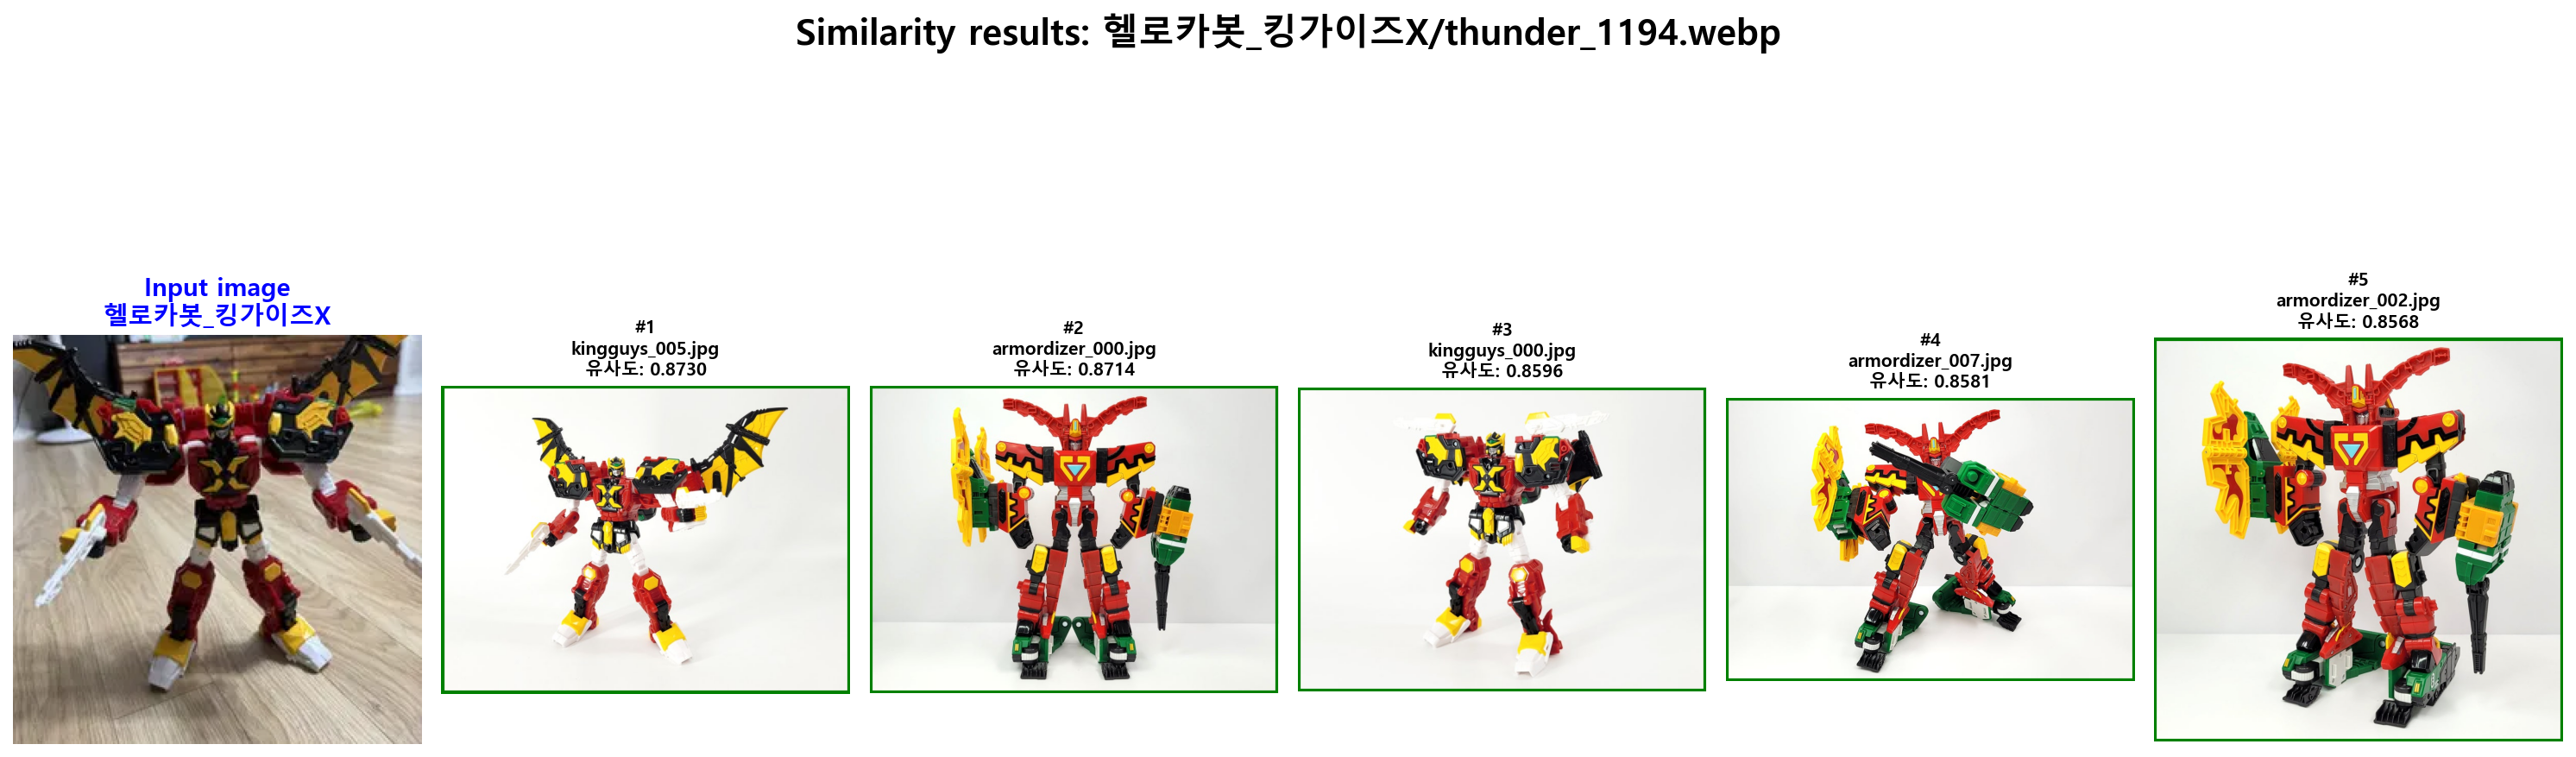 Similarity results: 헬로카봇_킹가이즈X/thunder_1194.webp
Input image
헬로카봇_킹가이즈X
#1
kingguys_005.jpg
유사도: 0.8730
#2
armordizer_000.jpg
유사도: 0.8714
#3
kingguys_000.jpg
유사도: 0.8596
#4
armordizer_007.jpg
유사도: 0.8581
#5
armordizer_002.jpg
유사도: 0.8568